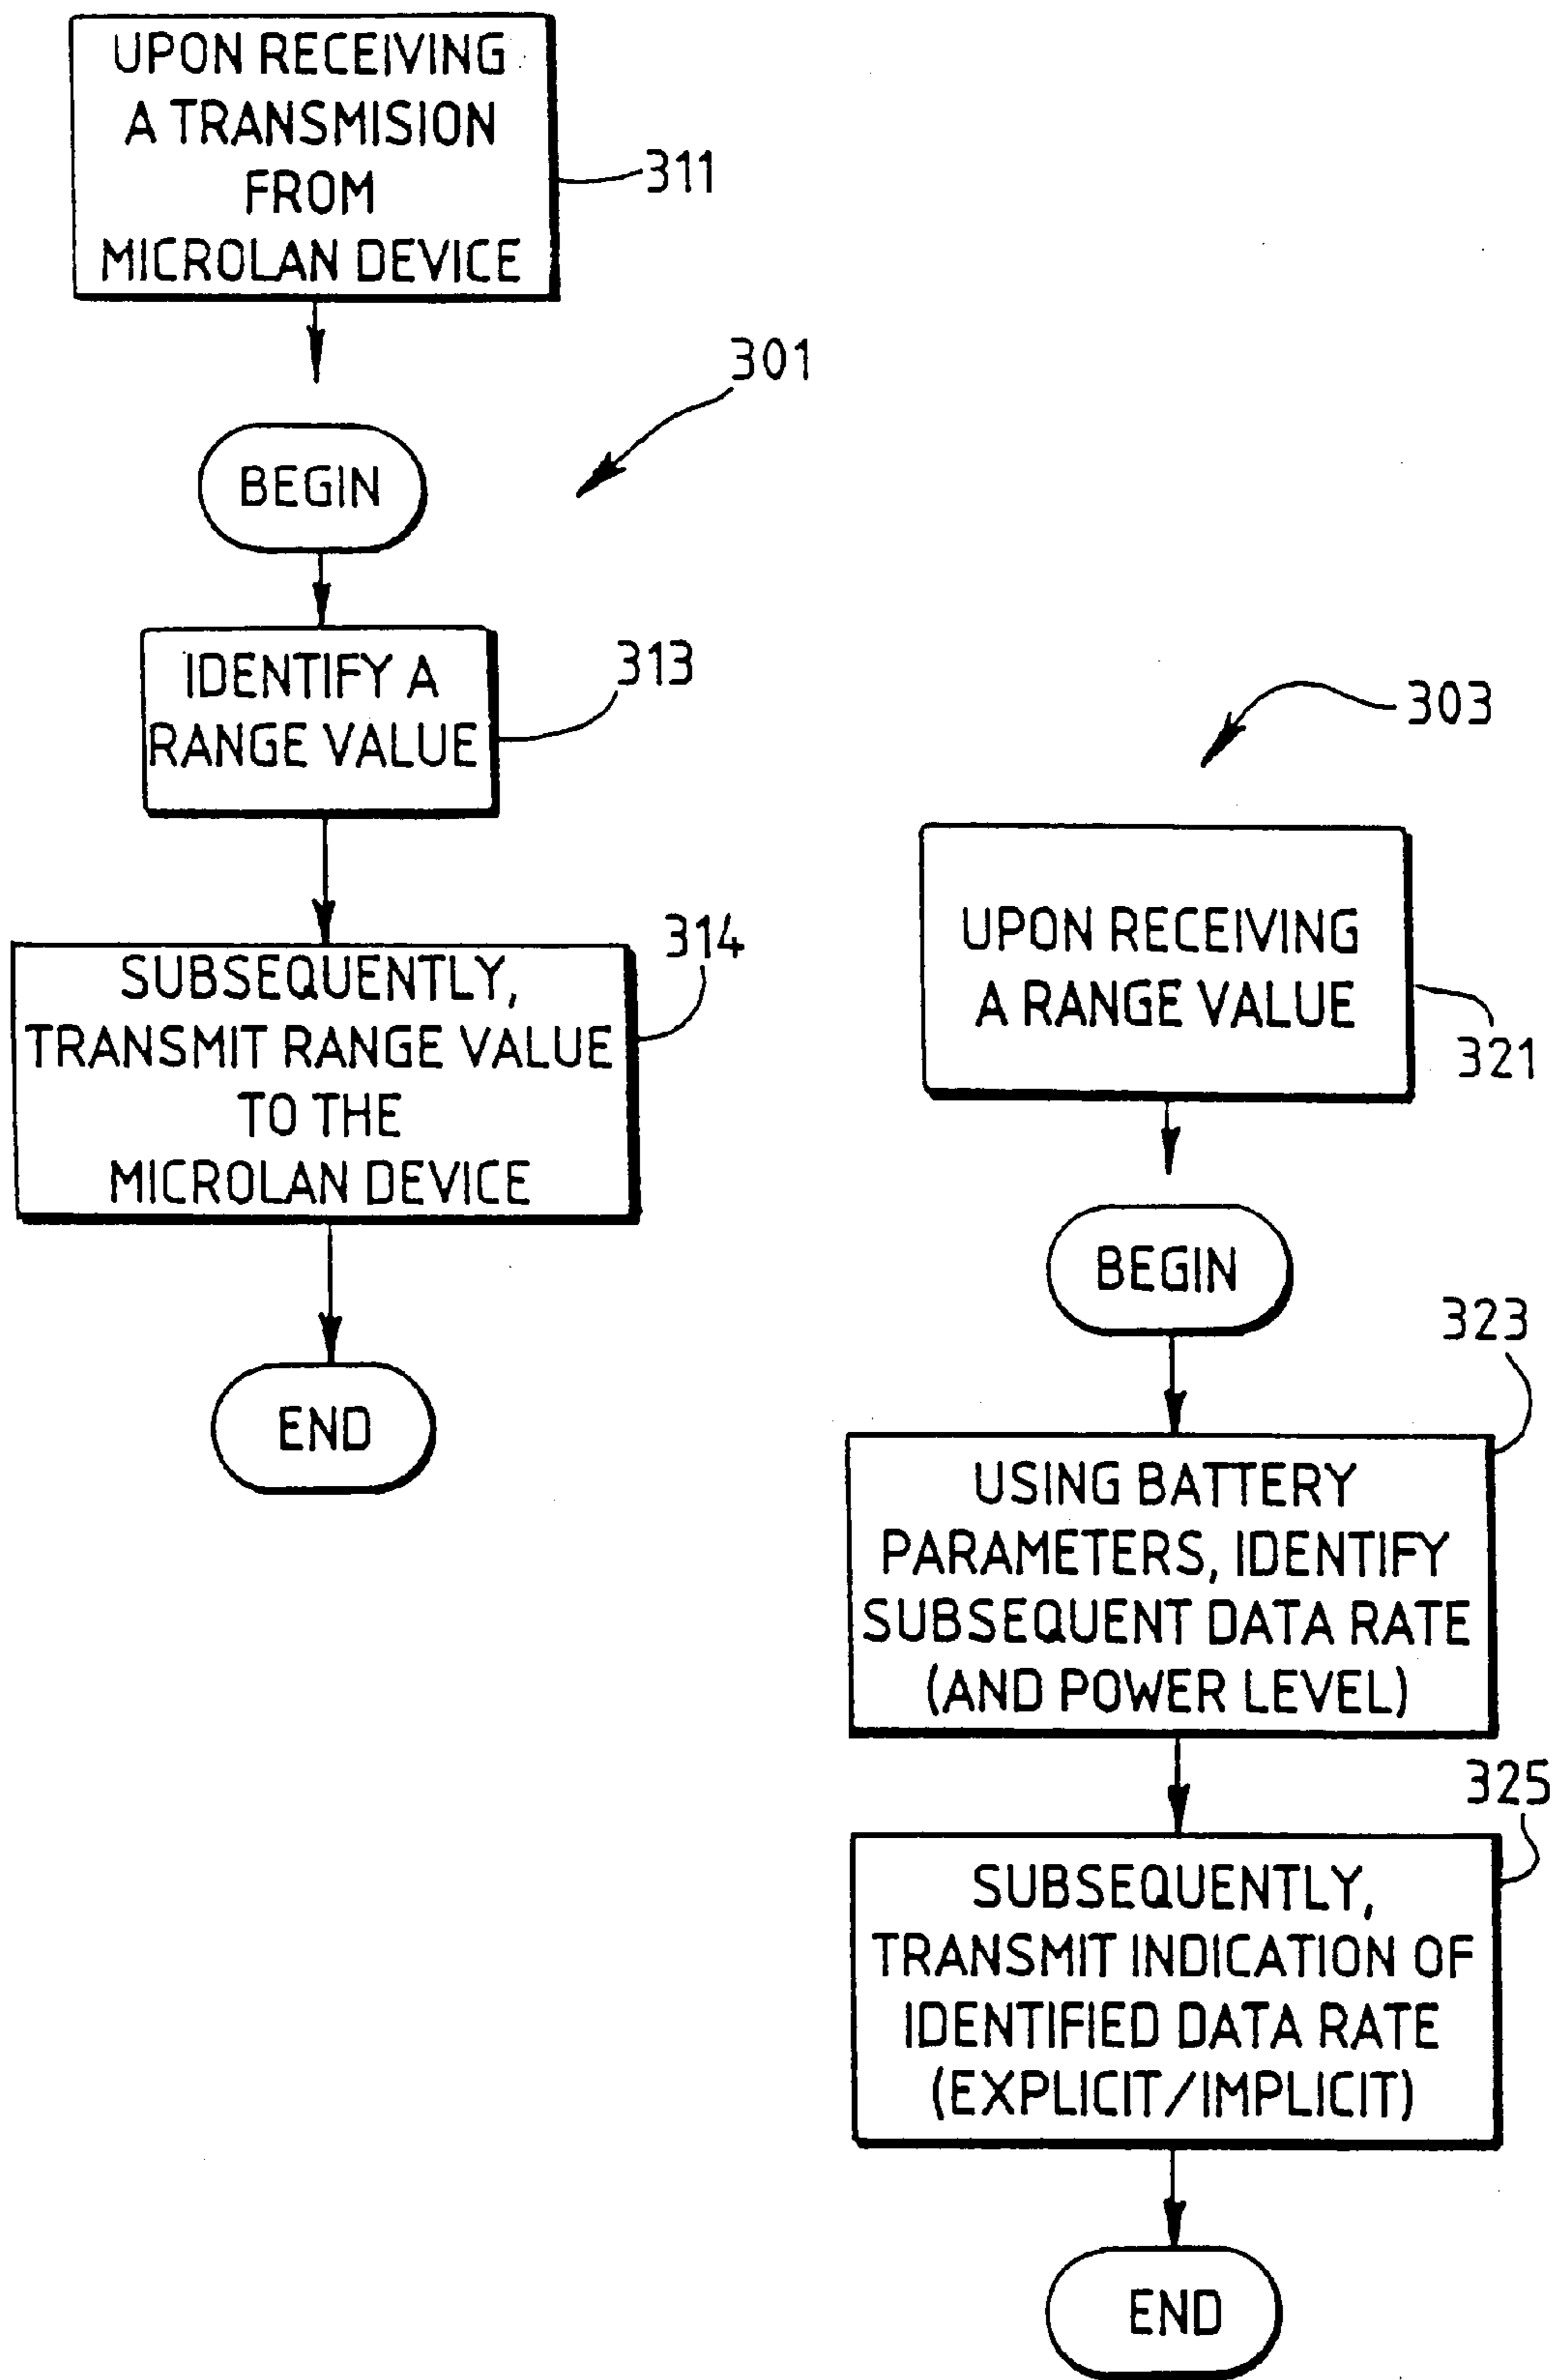 UPON RECEIVING
A TRANSMISION
FROM
MICROLAN DEVICE
311
301
BEGIN
IDENTIFY A
RANGE VALUE
313
SUBSEQUENTLY,
TRANSMIT RANGE VALUE
TO THE
MICROLAN DEVICE
314
END
303
UPON RECEIVING
A RANGE VALUE
321
BEGIN
323
USING BATTERY
PARAMETERS, IDENTIFY
SUBSEQUENT DATA RATE
(AND POWER LEVEL)
325
SUBSEQUENTLY,
TRANSMIT INDICATION OF
IDENTIFIED DATA RATE
(EXPLICIT/IMPLICIT)
END